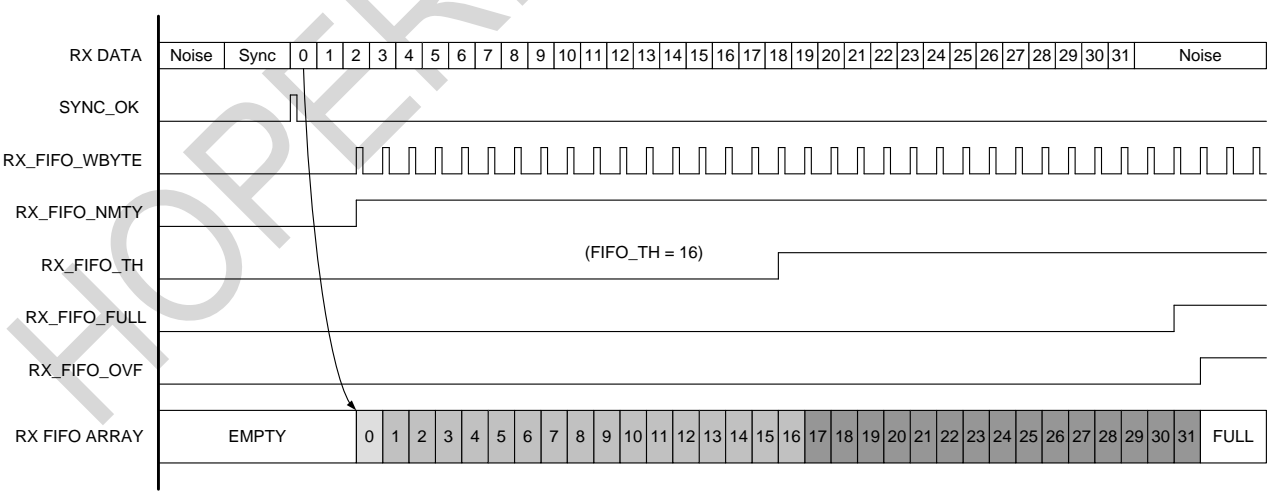 RX DATA Noise Sync 0 1 2 3 4 5 6 7 8 9 10 11 12 13 14 15 16 17 18 19 20 21 22 23 24 25 26 27 28 29 30 31 Noise
SYNC_OK
RX_FIFO_WBYTE
RX_FIFO_NMTY
(FIFO_TH = 16)
RX_FIFO_TH
RX_FIFO_FULL
RX_FIFO_OVF
RX FIFO ARRAY EMPTY 0 1 2 3 4 5 6 7 8 9 10 11 12 13 14 15 16 17 18 19 20 21 22 23 24 25 26 27 28 29 30 31 FULL
HOPER